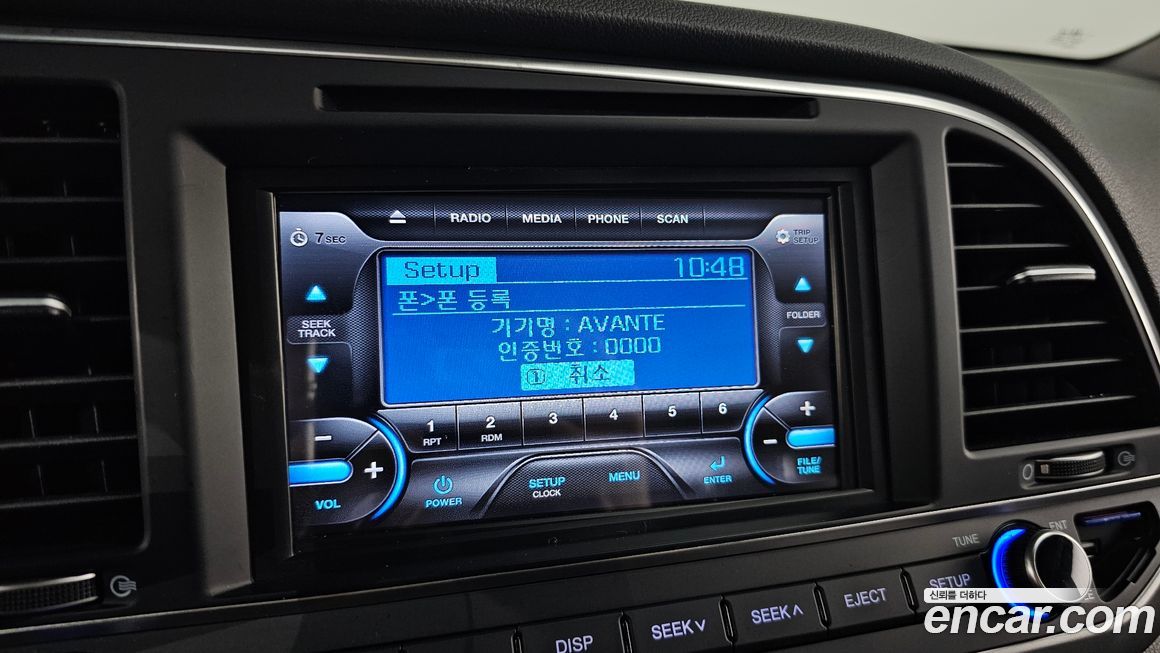 RADIO MEDIA PHONE SCAN
7 SEC
TRIP
SETUP
Setup 10:48
폰>폰 등록
기기명 : AVANTE
인증번호 : 0000
1 취소
SEEK
TRACK
FOLDER
1 2 3 4 5 6
RPT RDM
- + VOL
POWER
SETUP
CLOCK
MENU
ENTER
+ -
FILE/
TUNE
TUNE
ENT
DISP SEEK∨ SEEK∧ EJECT SETUP
신뢰를 더하다
encar.com